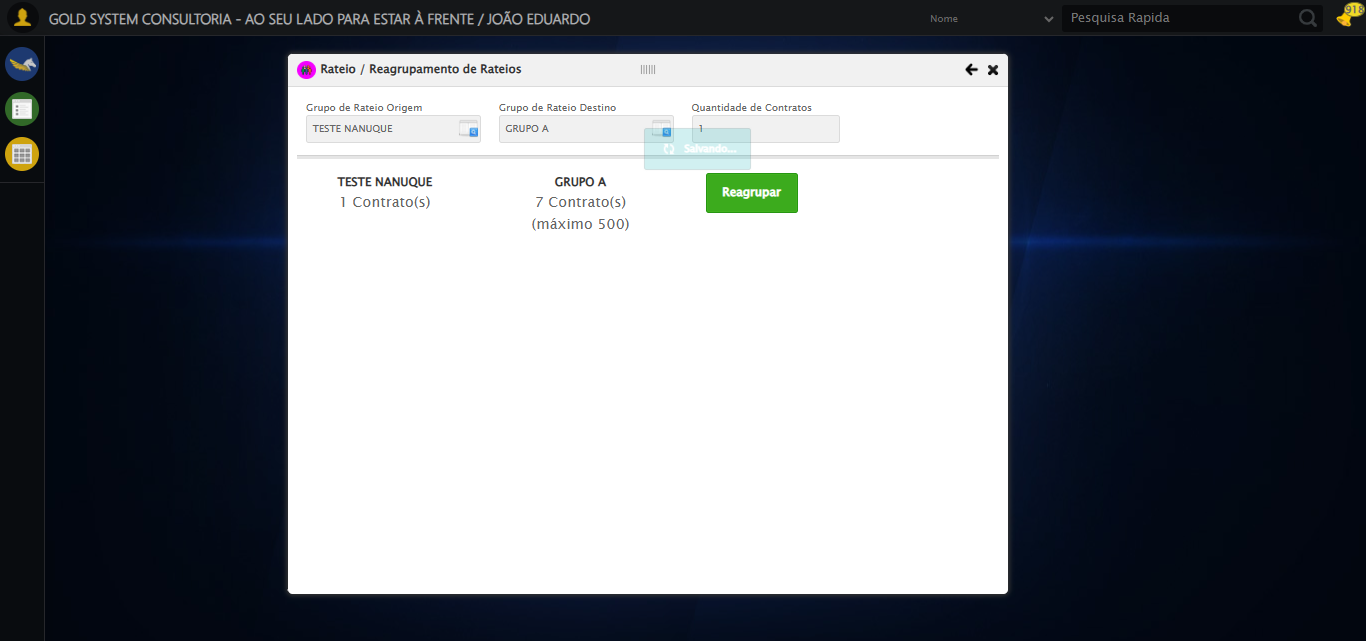 GOLD SYSTEM CONSULTORIA - AO SEU LADO PARA ESTAR À FRENTE / JOÃO EDUARDO
Nome
Pesquisa Rapida
918
Rateio / Reagrupamento de Rateios
Grupo de Rateio Origem
Grupo de Rateio Destino
Quantidade de Contratos
TESTE NANUQUE
GRUPO A
1
Salvando...
TESTE NANUQUE
GRUPO A
Reagrupar
1 Contrato(s)
7 Contrato(s)
(máximo 500)